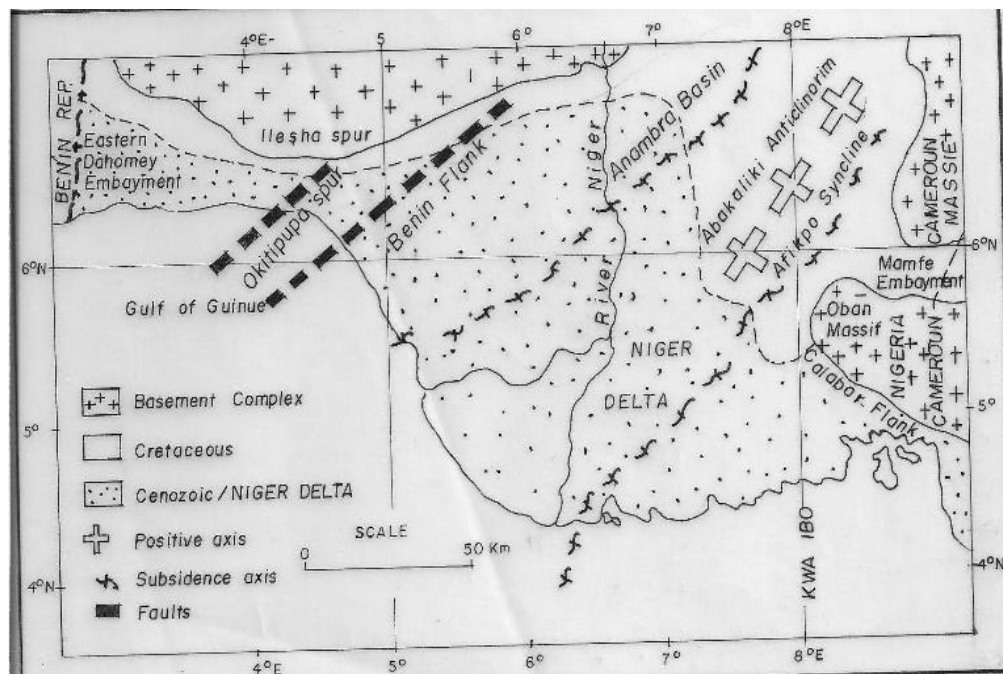 4°E-
5
6°
7°
8°E
BENIN REP.
Eastern
Dahomey
Embayment
Ilesha spur
Okitipupa spur
Benin Flank
Niger
River
Anambra Basin
Abakaliki Anticlinorim
Afikpo Syncline
CAMEROUN
MASSIET
6°N
6°N
Gulf of Guinue
Mamfe
Embayment
Oban
Massif
NIGERIA
CAMEROUN
Calabar Flank
NIGER
DELTA
Basement Complex
Cretaceous
Cenozoic/NIGER DELTA
Positive axis
Subsidence axis
Faults
SCALE
0
50 Km
KWA IBO
5°
5°
4°N
4°N
4°E
5°
6°
7°
8°E